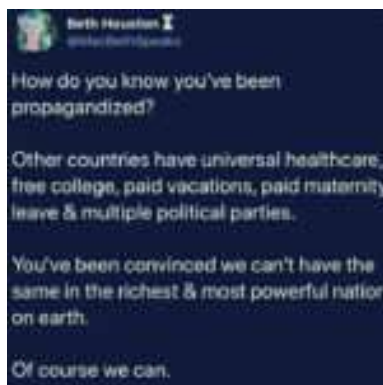 Beth Houston
How do you know you've been
propagandized?
Other countries have universal healthcare,
free college, paid vacations, paid maternity
leave & multiple political parties.
You've been convinced we can't have the
same in the richest & most powerful nation
on earth.
Of course we can.